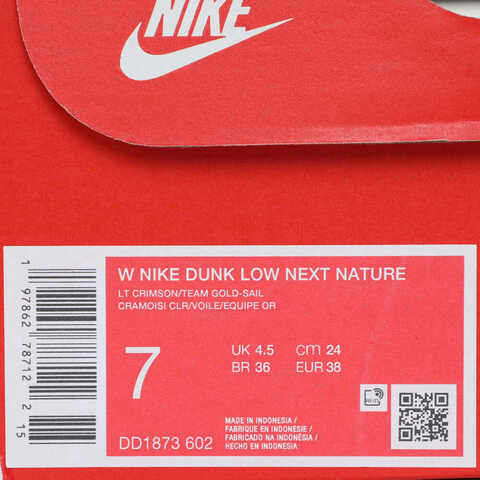 NIKE
W NIKE DUNK LOW NEXT NATURE
LT CRIMSON/TEAM GOLD-SAIL
CRAMOISI CLR/VOILE/EQUIPE OR
7
UK 4.5 cm 24
BR 36 EUR 38
DD1873 602
MADE IN INDONESIA /
FABRIQUE EN INDONESIE /
FABRICADO NA INDONÉSIA /
HECHO EN INDONESIA
1 97862 78712 2 15